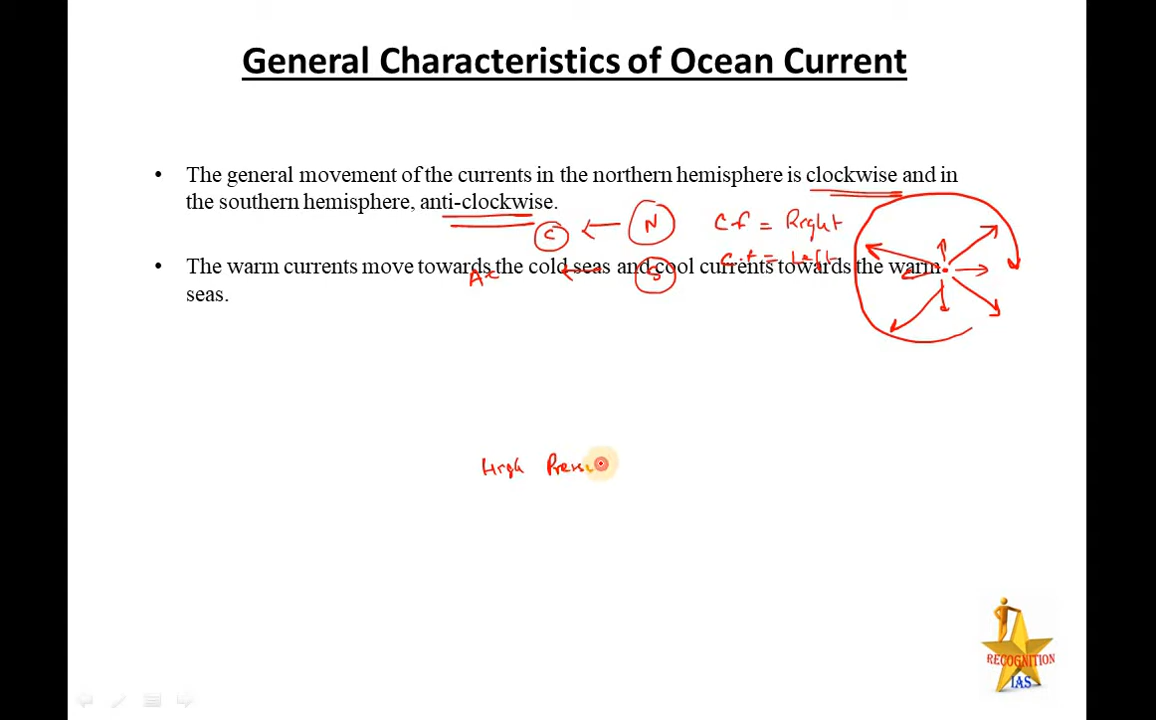 General Characteristics of Ocean Current
• The general movement of the currents in the northern hemisphere is clockwise and in
the southern hemisphere, anti-clockwise.
C ← N Cf = Right
• The warm currents move towards the cold seas and cool currents towards the warm
seas.
AC ← S C.f = Left
High
RECOGNITION
IAS